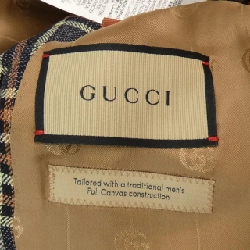 GUCCI
Tailored with a traditional men's
Full Canvas construction